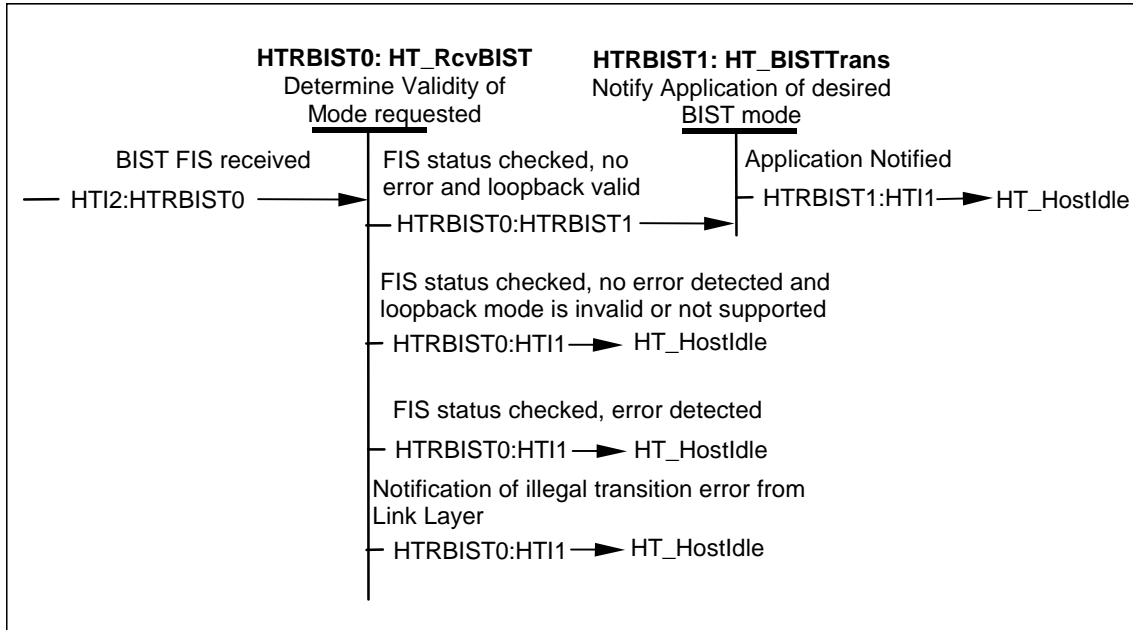 HTRBIST0: HT_RcvBIST
Determine Validity of
Mode requested
HTRBIST1: HT_BISTTrans
Notify Application of desired
BIST mode
BIST FIS received
HTI2:HTRBIST0
FIS status checked, no
error and loopback valid
HTRBIST0:HTRBIST1
Application Notified
HTRBIST1:HTI1
HT_HostIdle
FIS status checked, no error detected and
loopback mode is invalid or not supported
HTRBIST0:HTI1
HT_HostIdle
FIS status checked, error detected
HTRBIST0:HTI1
HT_HostIdle
Notification of illegal transition error from
Link Layer
HTRBIST0:HTI1
HT_HostIdle